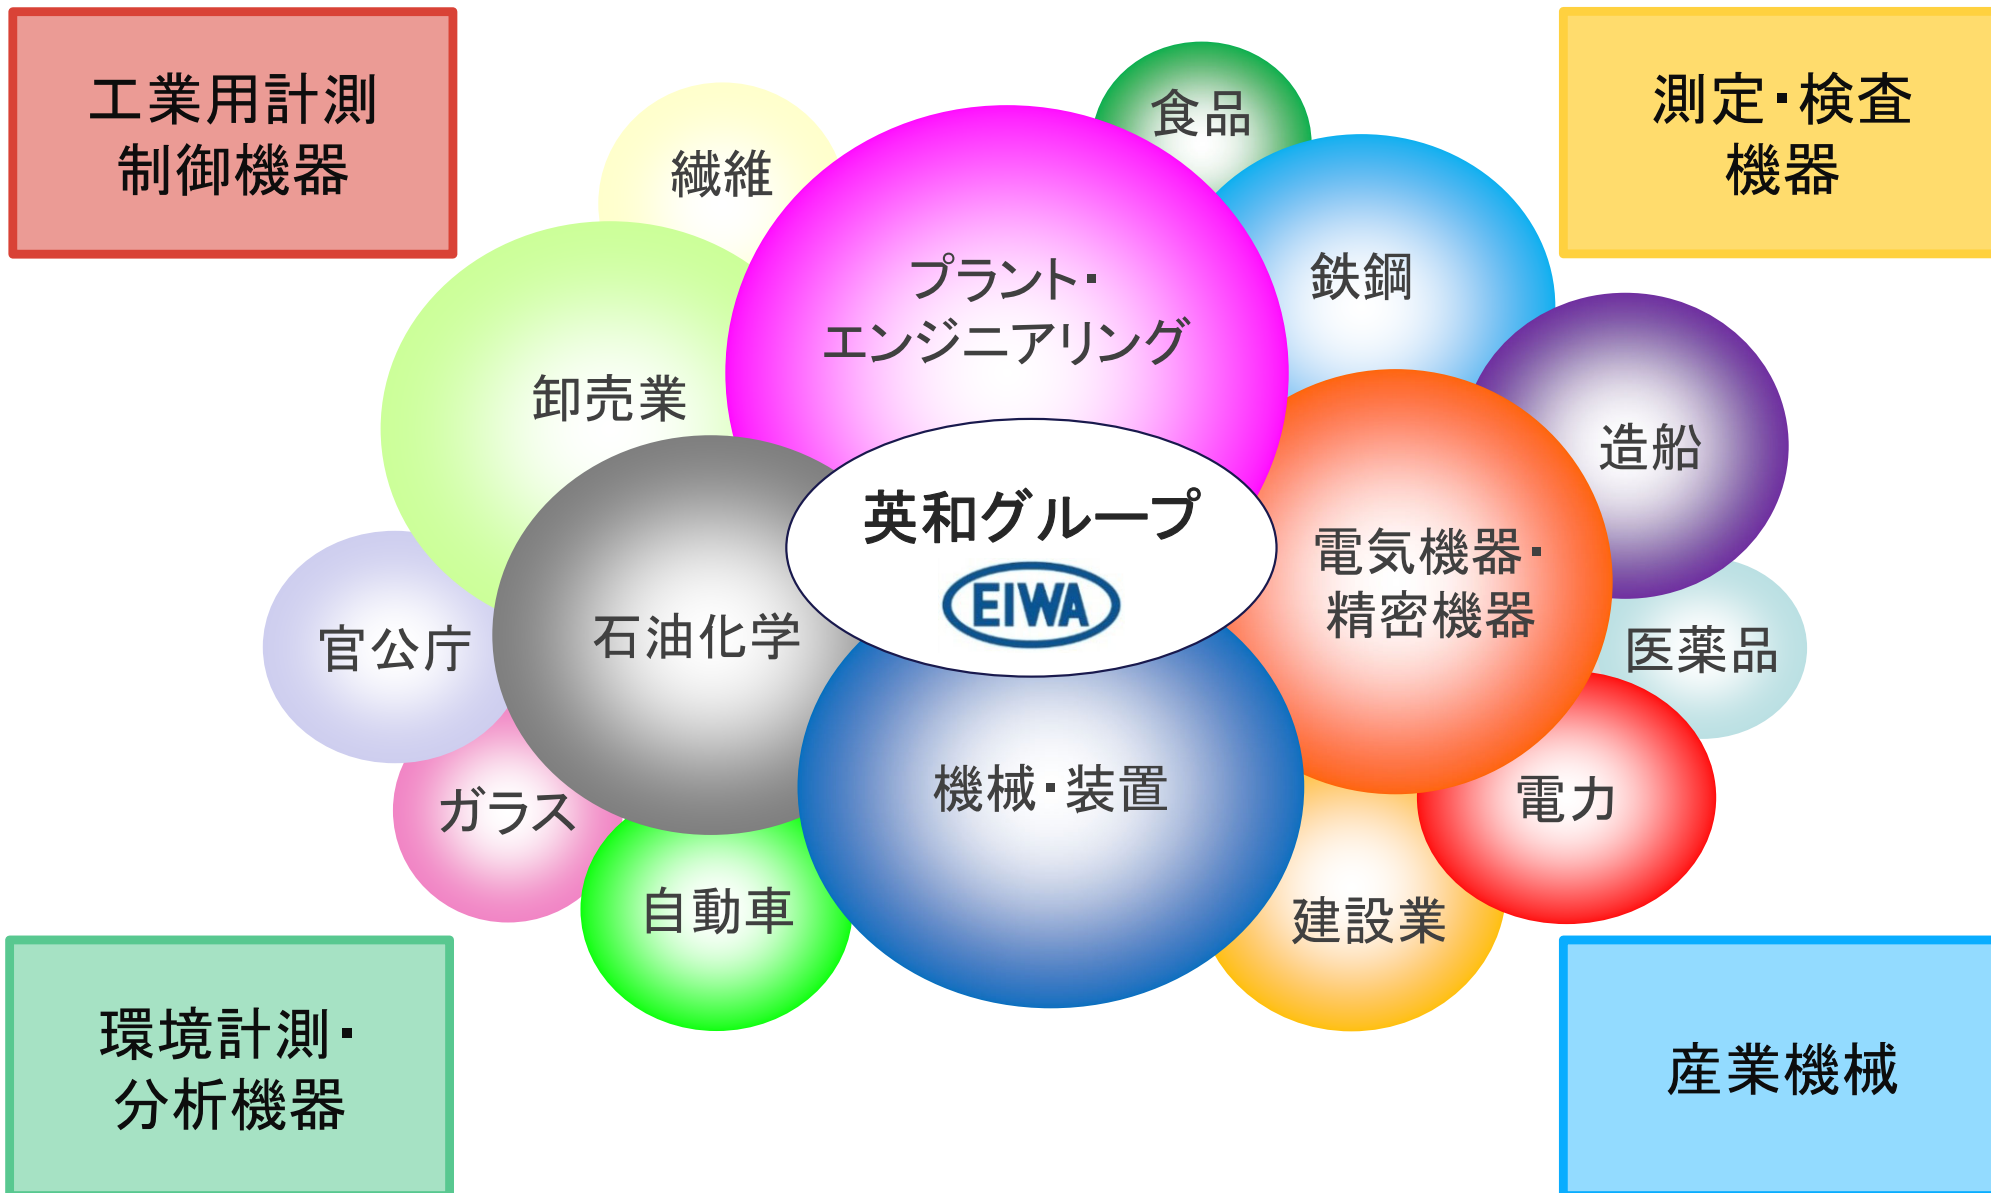 工業用計測
制御機器
測定・検査
機器
食品
繊維
プラント・
エンジニアリング
鉄鋼
卸売業
造船
英和グループ
EIWA
電気機器・
精密機器
官公庁
石油化学
医薬品
機械・装置
ガラス
電力
自動車
建設業
環境計測・
分析機器
産業機械